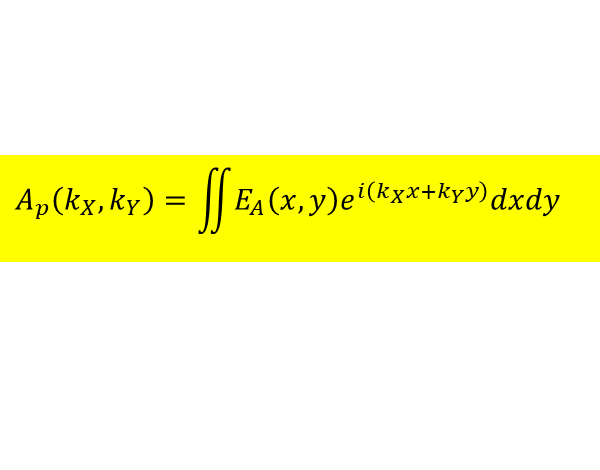 A_p(k_X, k_Y) = ∬ E_A(x, y)e^{i(k_X x+k_Y y)}dxdy